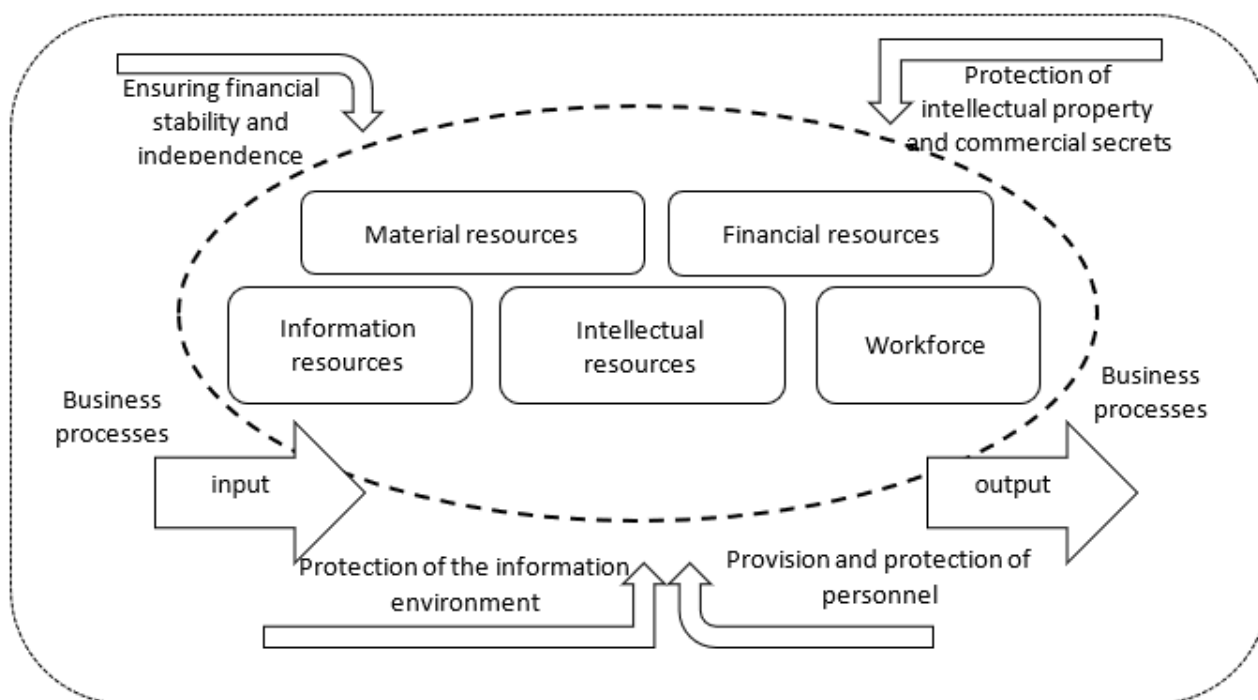 Ensuring financial
stability and
independence
Protection of
intellectual property
and commercial secrets
Material resources
Financial resources
Information
resources
Intellectual
resources
Workforce
Business
processes
input
Business
processes
output
Protection of the information
environment
Provision and protection of
personnel